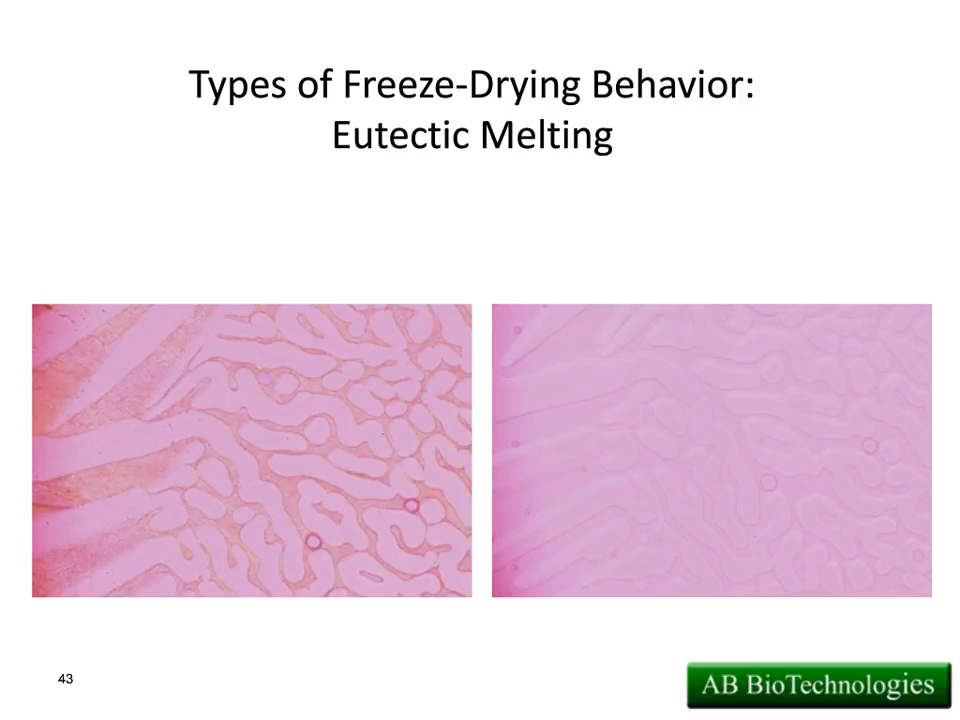 Types of Freeze-Drying Behavior:
Eutectic Melting
43
AB BioTechnologies